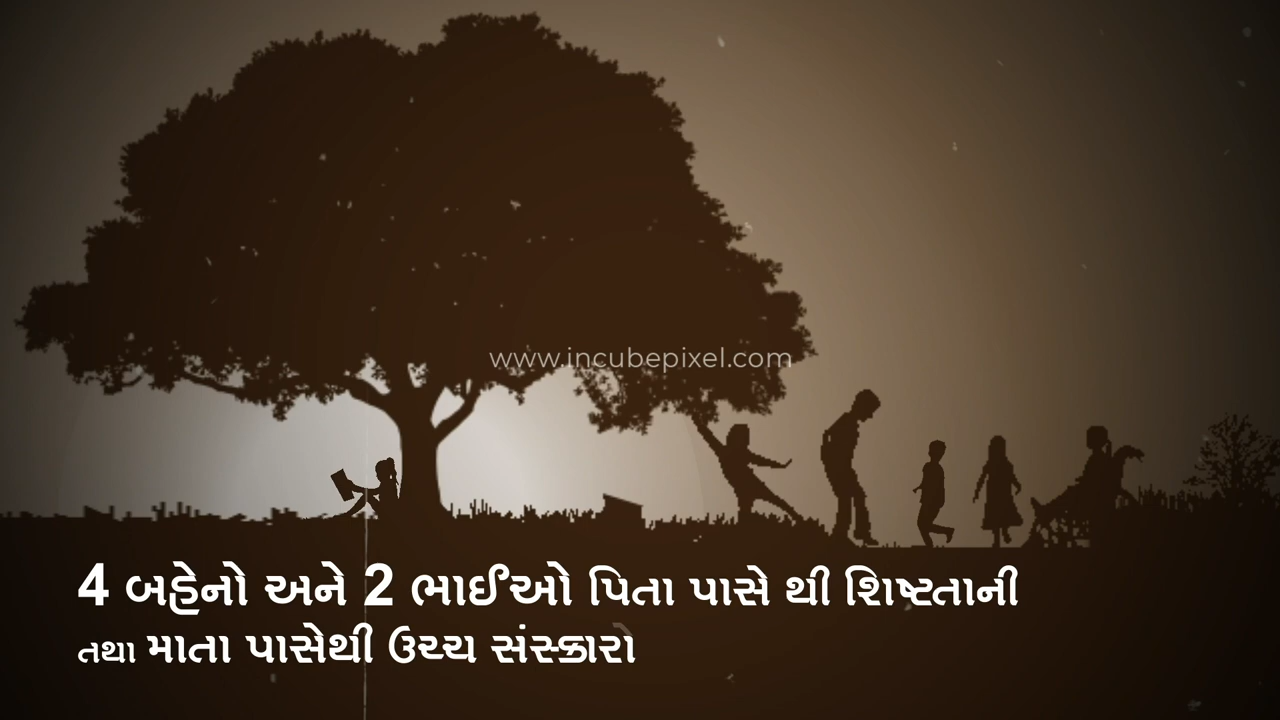 www.incubepixel.com
4 બહેનો અને 2 ભાઈઓ પિતા પાસે થી શિષ્ટતાની
તથા માતા પાસેથી ઉચ્ચ સંસ્કારો